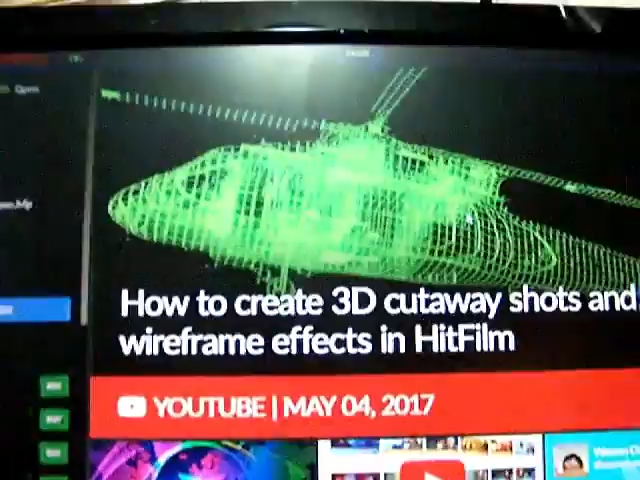 How to create 3D cutaway shots and
wireframe effects in HitFilm
YOUTUBE | MAY 04, 2017